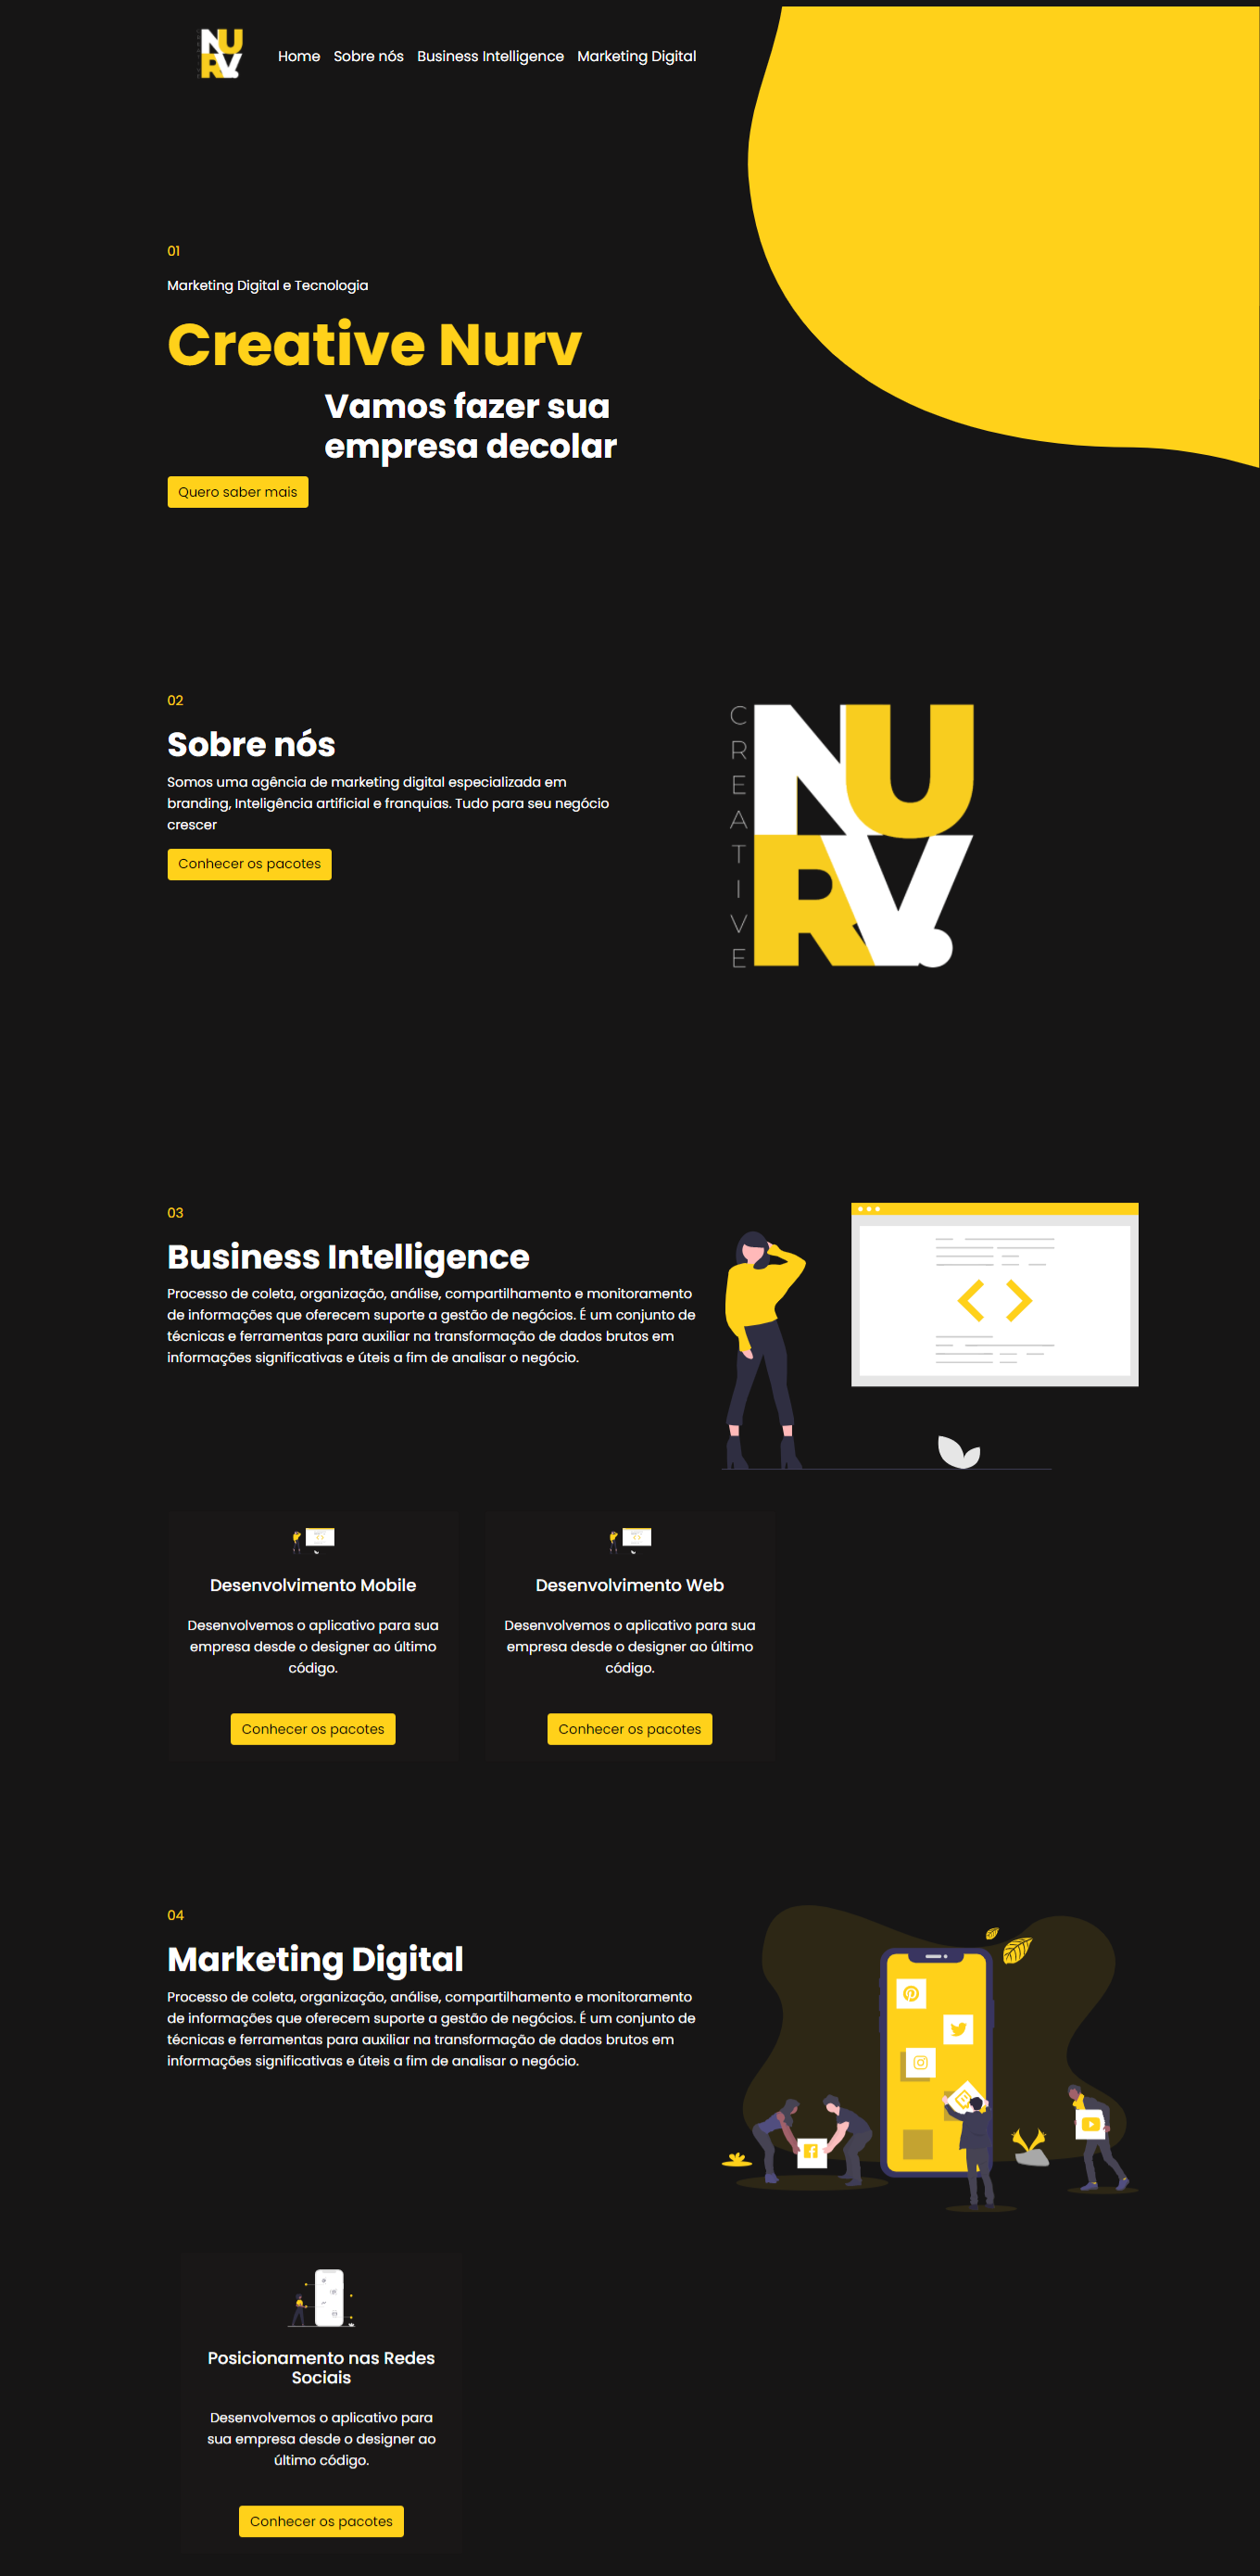 NURV.
Home Sobre nós Business Intelligence Marketing Digital
01
Marketing Digital e Tecnologia
Creative Nurv
Vamos fazer sua
empresa decolar
Quero saber mais
02
Sobre nós
Somos uma agência de marketing digital especializada em
branding, Inteligência artificial e franquias. Tudo para seu negócio
crescer
Conhecer os pacotes
CREATIVE
NU
RV.
03
Business Intelligence
Processo de coleta, organização, análise, compartilhamento e monitoramento
de informações que oferecem suporte a gestão de negócios. É um conjunto de
técnicas e ferramentas para auxiliar na transformação de dados brutos em
informações significativas e úteis a fim de analisar o negócio.
Desenvolvimento Mobile
Desenvolvemos o aplicativo para sua
empresa desde o designer ao último
código.
Conhecer os pacotes
Desenvolvimento Web
Desenvolvemos o aplicativo para sua
empresa desde o designer ao último
código.
Conhecer os pacotes
04
Marketing Digital
Processo de coleta, organização, análise, compartilhamento e monitoramento
de informações que oferecem suporte a gestão de negócios. É um conjunto de
técnicas e ferramentas para auxiliar na transformação de dados brutos em
informações significativas e úteis a fim de analisar o negócio.
Posicionamento nas Redes
Sociais
Desenvolvemos o aplicativo para
sua empresa desde o designer ao
último código.
Conhecer os pacotes